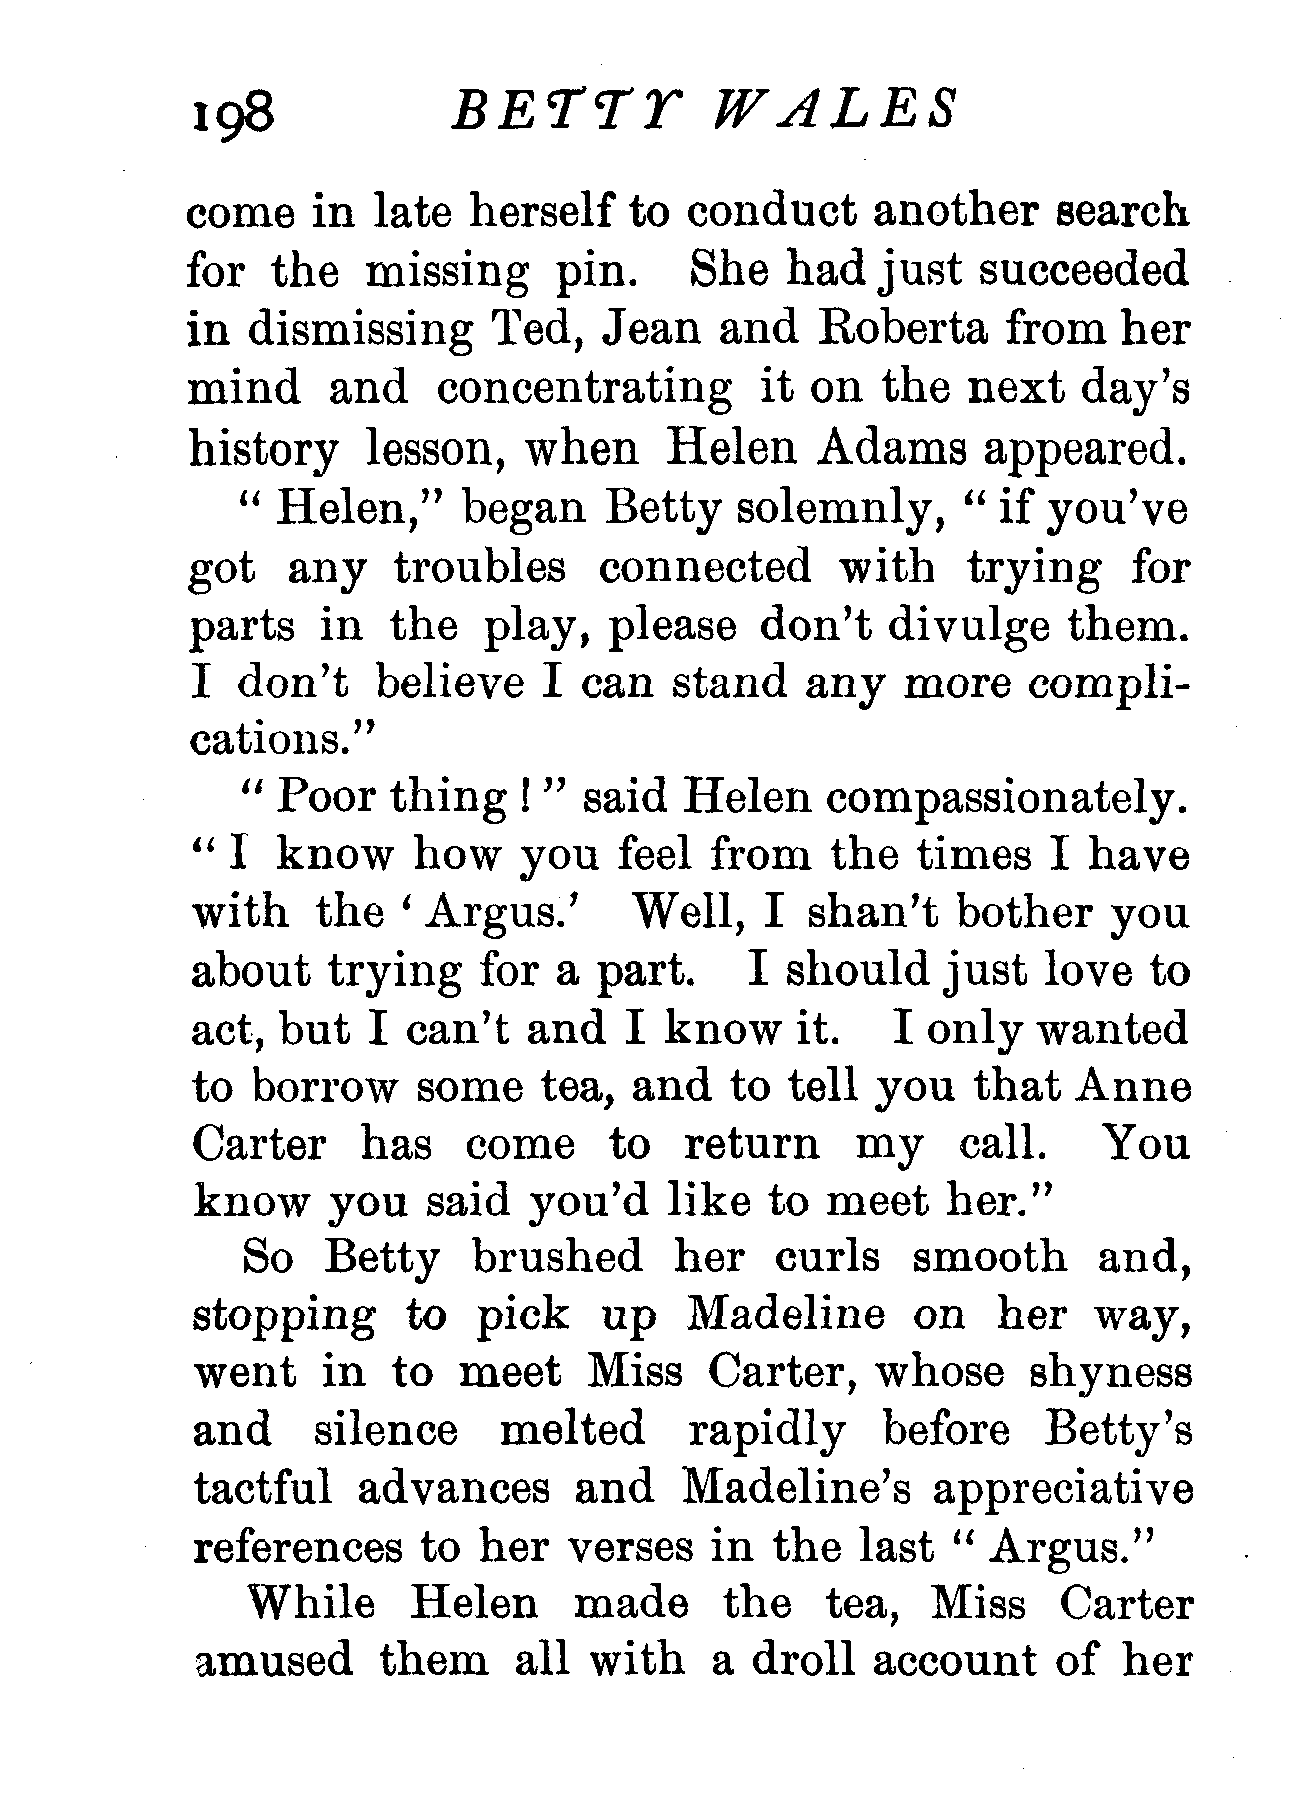 198 BETTY WALES
come in late herself to conduct another search
for the missing pin. She had just succeeded
in dismissing Ted, Jean and Roberta from her
mind and concentrating it on the next day's
history lesson, when Helen Adams appeared.
" Helen," began Betty solemnly, " if you've
got any troubles connected with trying for
parts in the play, please don't divulge them.
I don't believe I can stand any more compli-
cations."
" Poor thing ! " said Helen compassionately.
" I know how you feel from the times I have
with the ' Argus.' Well, I shan't bother you
about trying for a part. I should just love to
act, but I can't and I know it. I only wanted
to borrow some tea, and to tell you that Anne
Carter has come to return my call. You
know you said you'd like to meet her."
So Betty brushed her curls smooth and,
stopping to pick up Madeline on her way,
went in to meet Miss Carter, whose shyness
and silence melted rapidly before Betty's
tactful advances and Madeline's appreciative
references to her verses in the last " Argus."
While Helen made the tea, Miss Carter
amused them all with a droll account of her